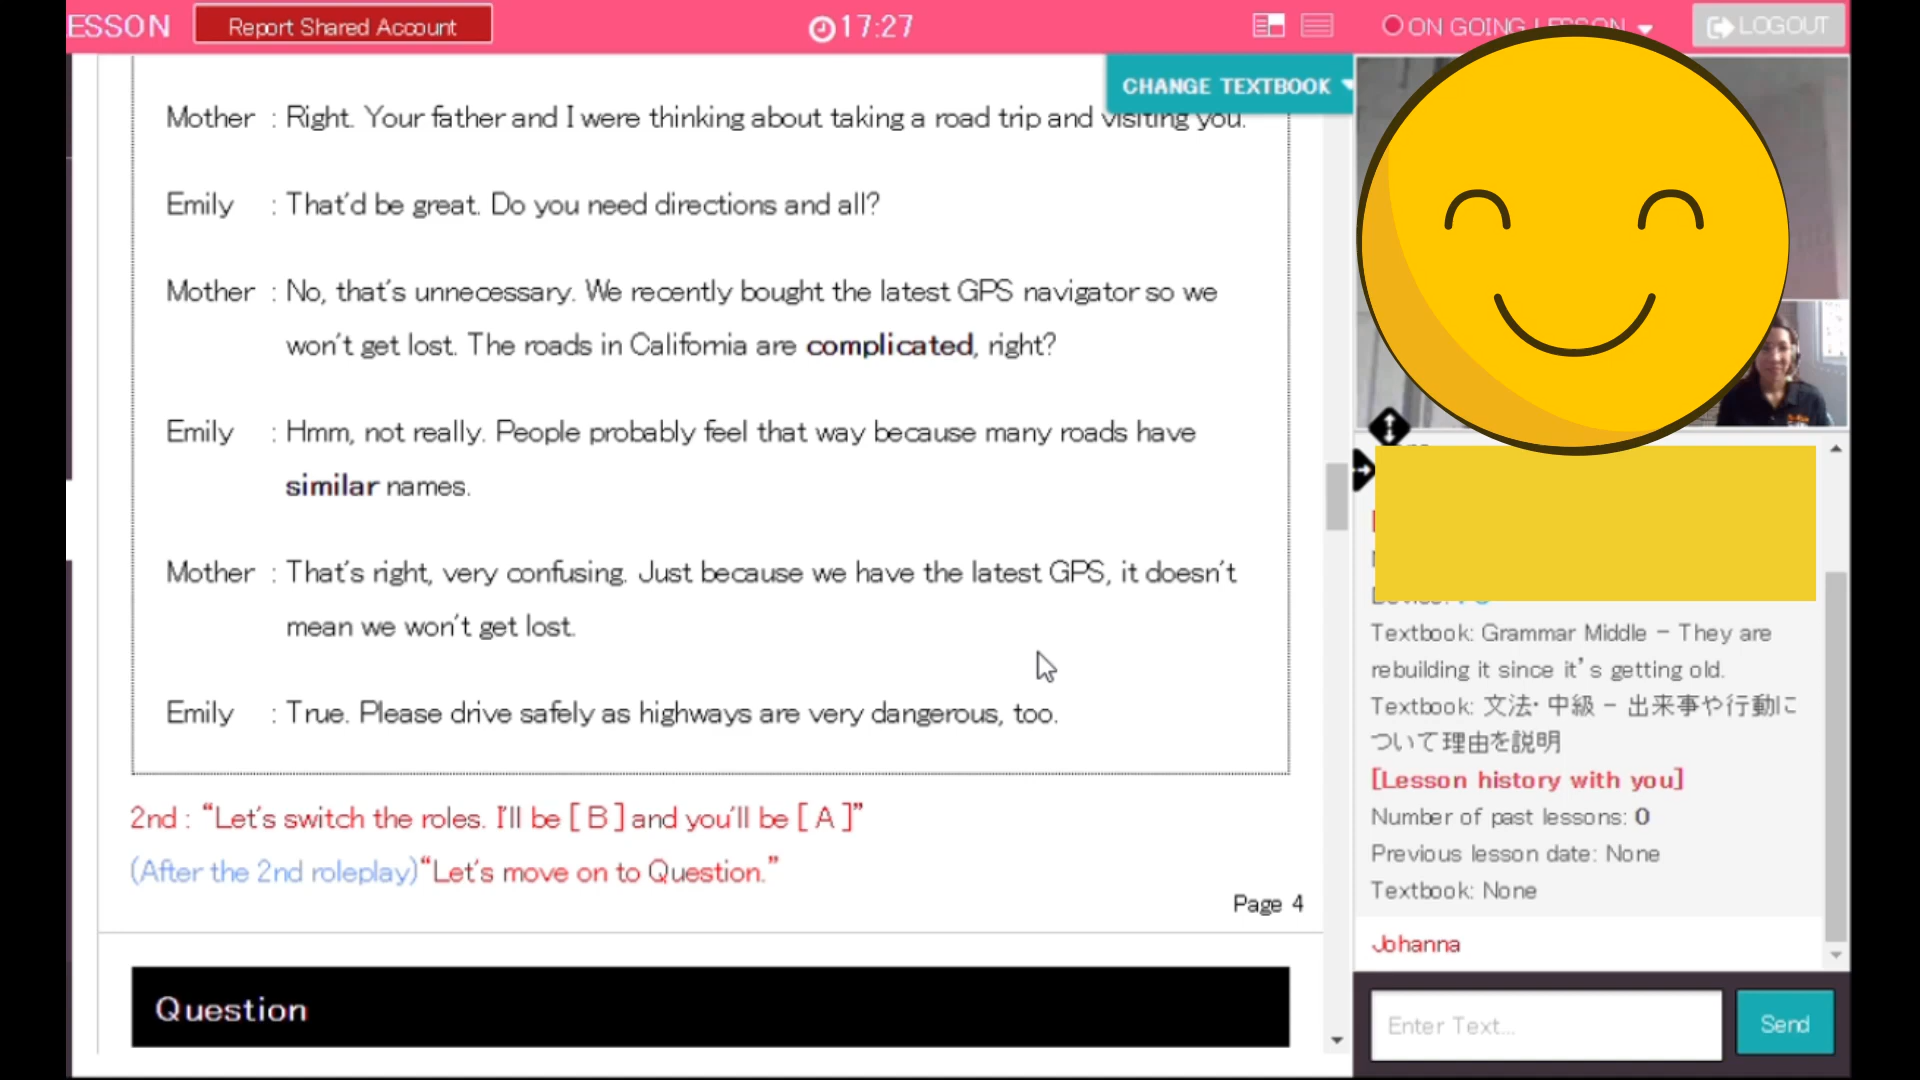 ESSON
Report Shared Account
17:27
ON GOING LESSON
LOGOUT
CHANGE TEXTBOOK
Mother : Right. Your father and I were thinking about taking a road trip and visiting you.
Emily : That'd be great. Do you need directions and all?
Mother : No, that's unnecessary. We recently bought the latest GPS navigator so we
won't get lost. The roads in California are complicated, right?
Emily : Hmm, not really. People probably feel that way because many roads have
similar names.
Mother : That's right, very confusing. Just because we have the latest GPS, it doesn't
mean we won't get lost.
Emily : True. Please drive safely as highways are very dangerous, too.
2nd : “Let's switch the roles. I'll be [ B ] and you'll be [ A ]”
(After the 2nd roleplay)“Let's move on to Question.”
Page 4
Question
Textbook: Grammar Middle - They are
rebuilding it since it's getting old.
Textbook: 文法・中級 - 出来事や行動に
ついて理由を説明
[Lesson history with you]
Number of past lessons: 0
Previous lesson date: None
Textbook: None
Johanna
Enter Text...
Send